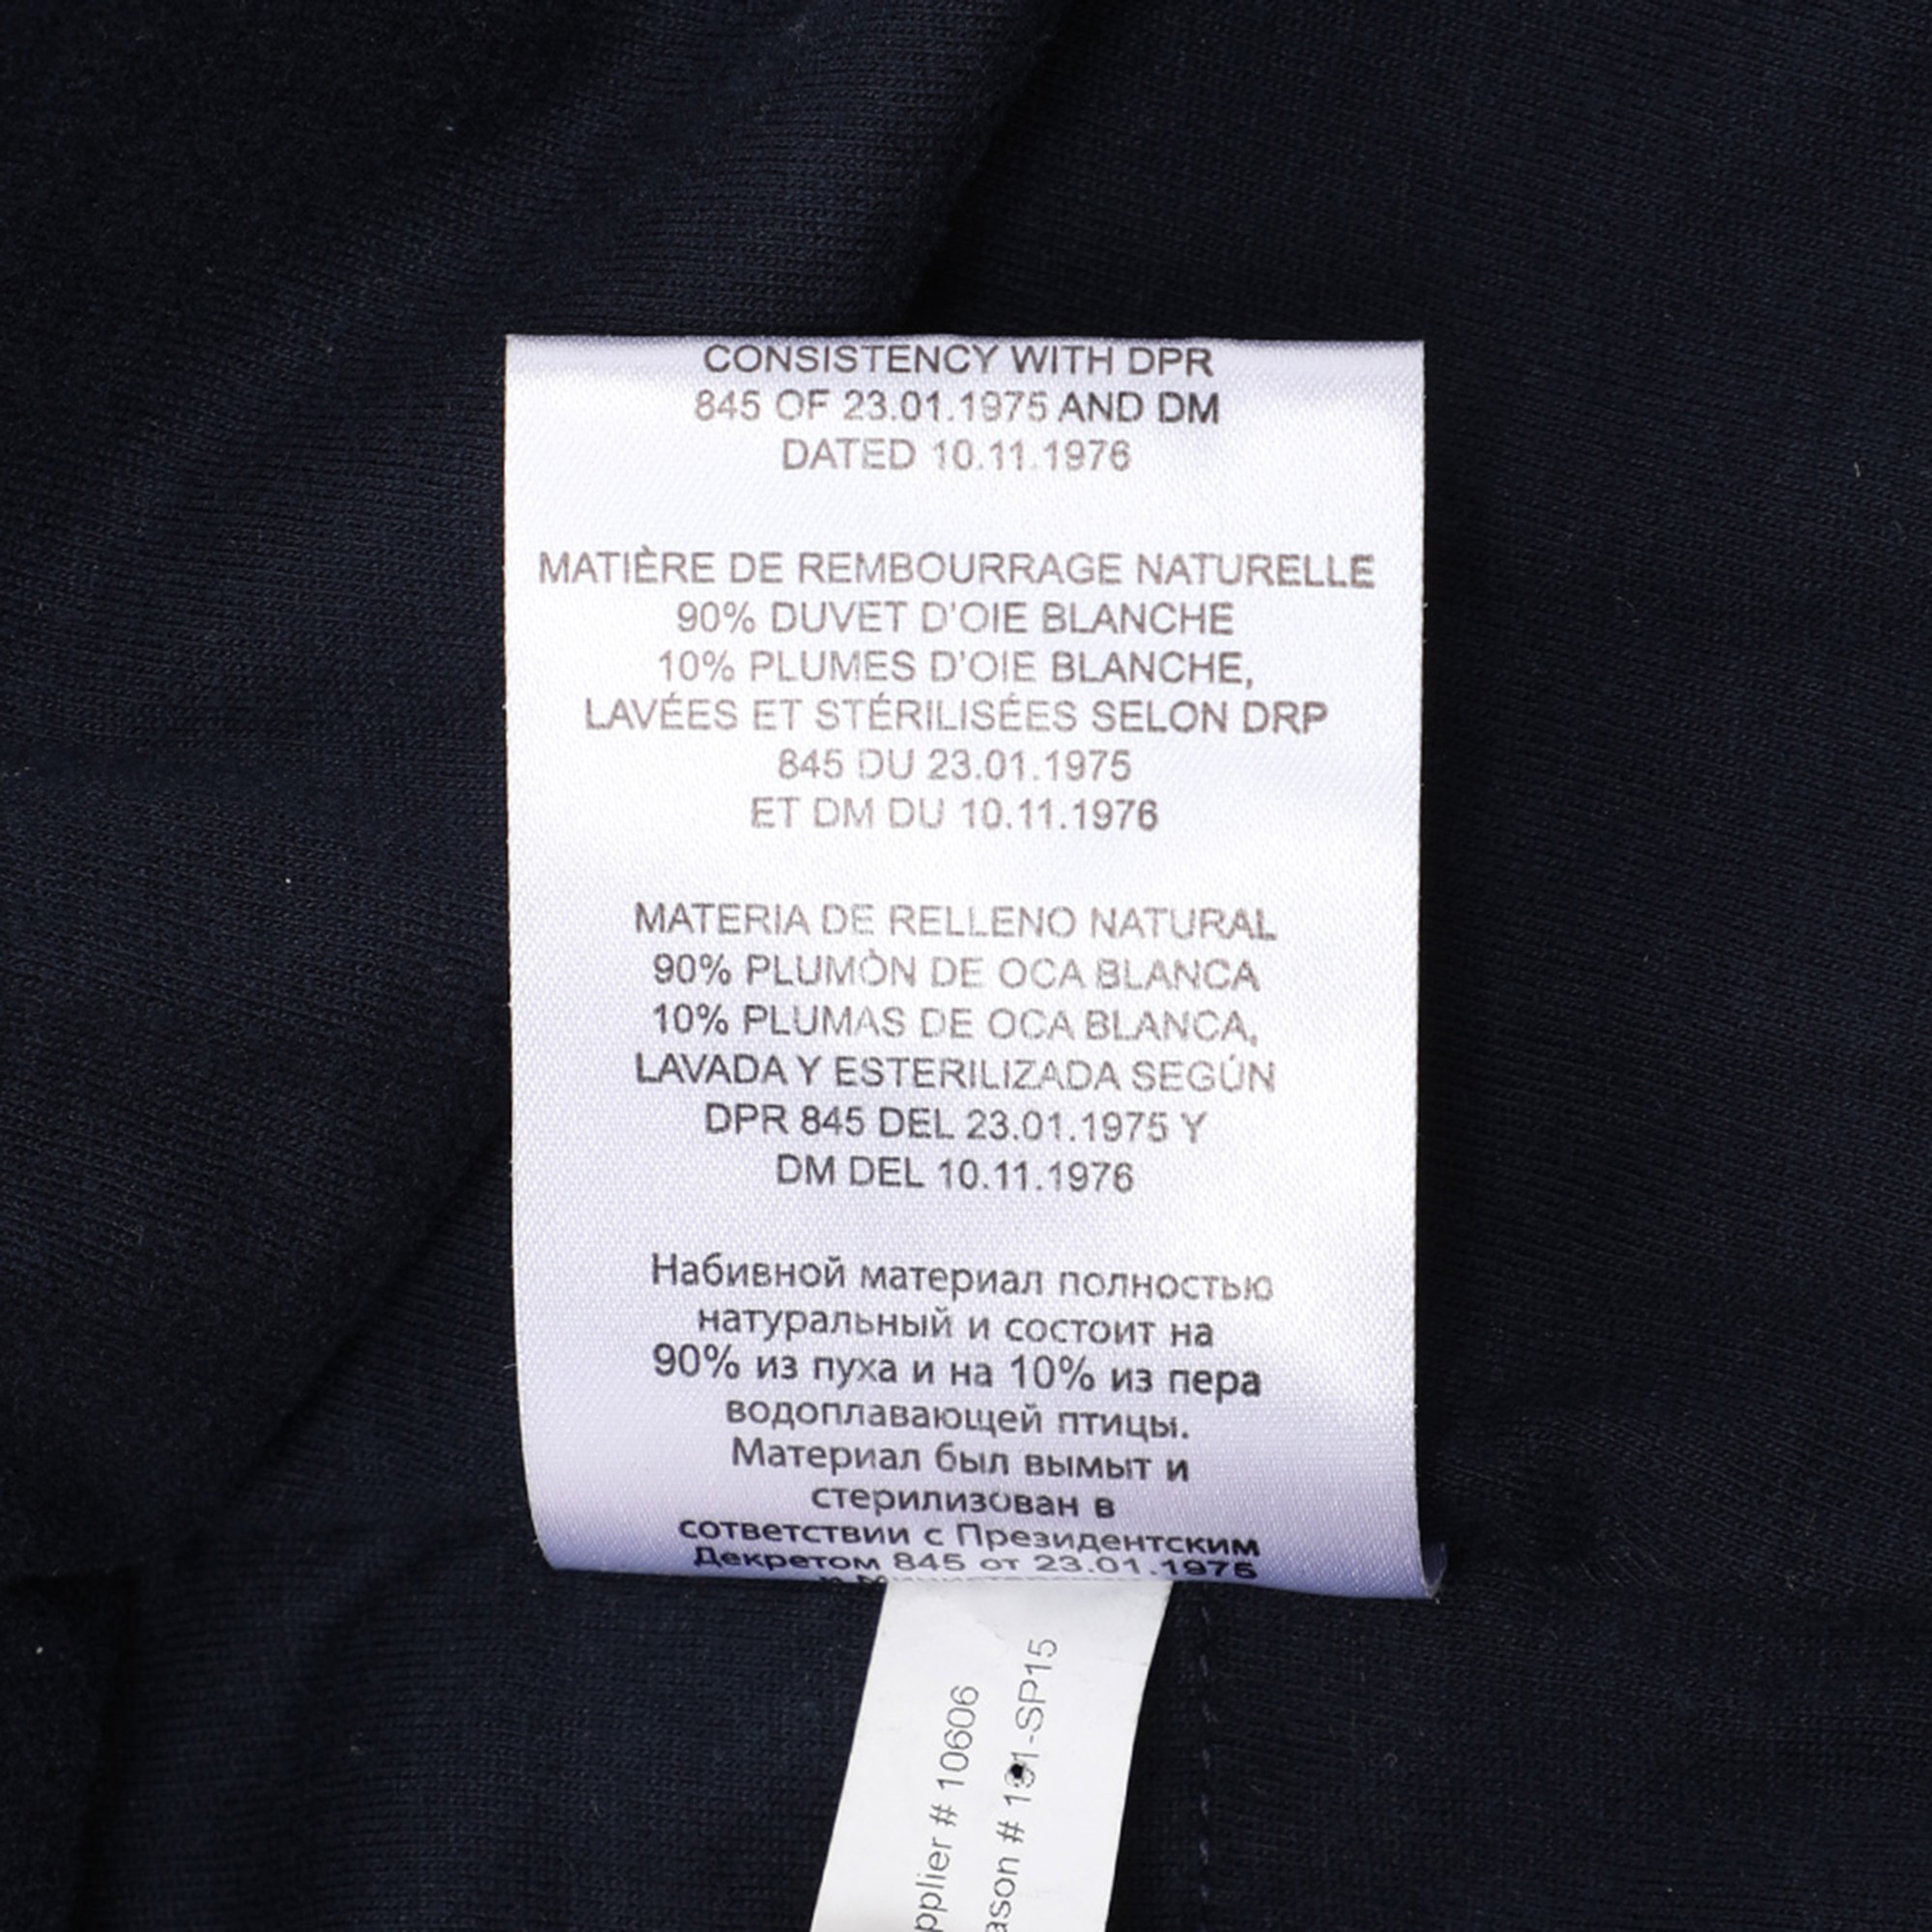 CONSISTENCY WITH DPR
845 OF 23.01.1975 AND DM
DATED 10.11.1976
MATIÈRE DE REMBOURRAGE NATURELLE
90% DUVET D'OIE BLANCHE
10% PLUMES D'OIE BLANCHE,
LAVÉES ET STÉRILISÉES SELON DRP
845 DU 23.01.1975
ET DM DU 10.11.1976
MATERIA DE RELLENO NATURAL
90% PLUMÒN DE OCA BLANCA
10% PLUMAS DE OCA BLANCA,
LAVADA Y ESTERILIZADA SEGÚN
DPR 845 DEL 23.01.1975 Y
DM DEL 10.11.1976
Набивной материал полностью
натуральный и состоит на
90% из пуха и на 10% из пера
водоплавающей птицы.
Материал был вымыт и
стерилизован в
соответствии с Президентским
Декретом 845 от 23.01.1975
pplier # 10606
ason #